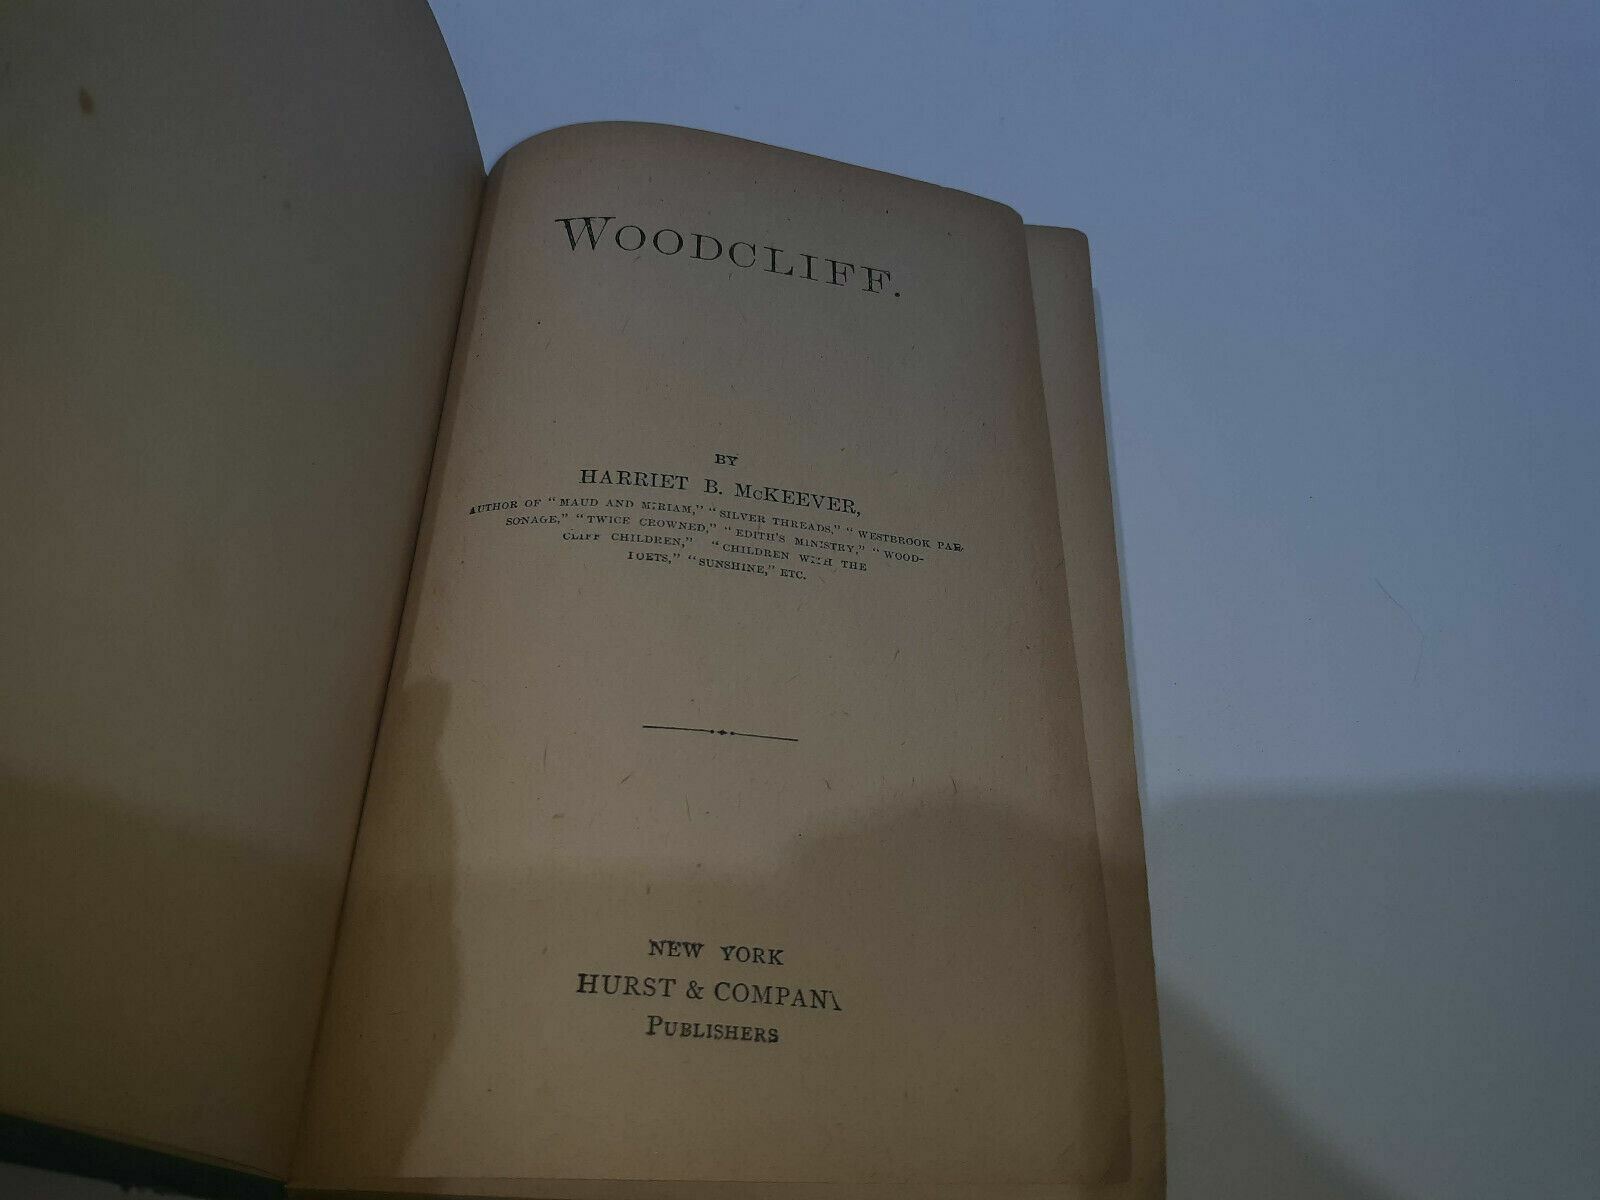 WOODCLIFF.
BY
HARRIET B. McKEEVER,
AUTHOR OF "MAUD AND MIRIAM," "SILVER THREADS," "WESTBROOK PAR-
SONAGE," "TWICE CROWNED," "EDITH'S MINISTRY," "WOOD-
CLIFF CHILDREN," "CHILDREN WITH THE
POETS," "SUNSHINE," ETC.
NEW YORK
HURST & COMPANY
PUBLISHERS